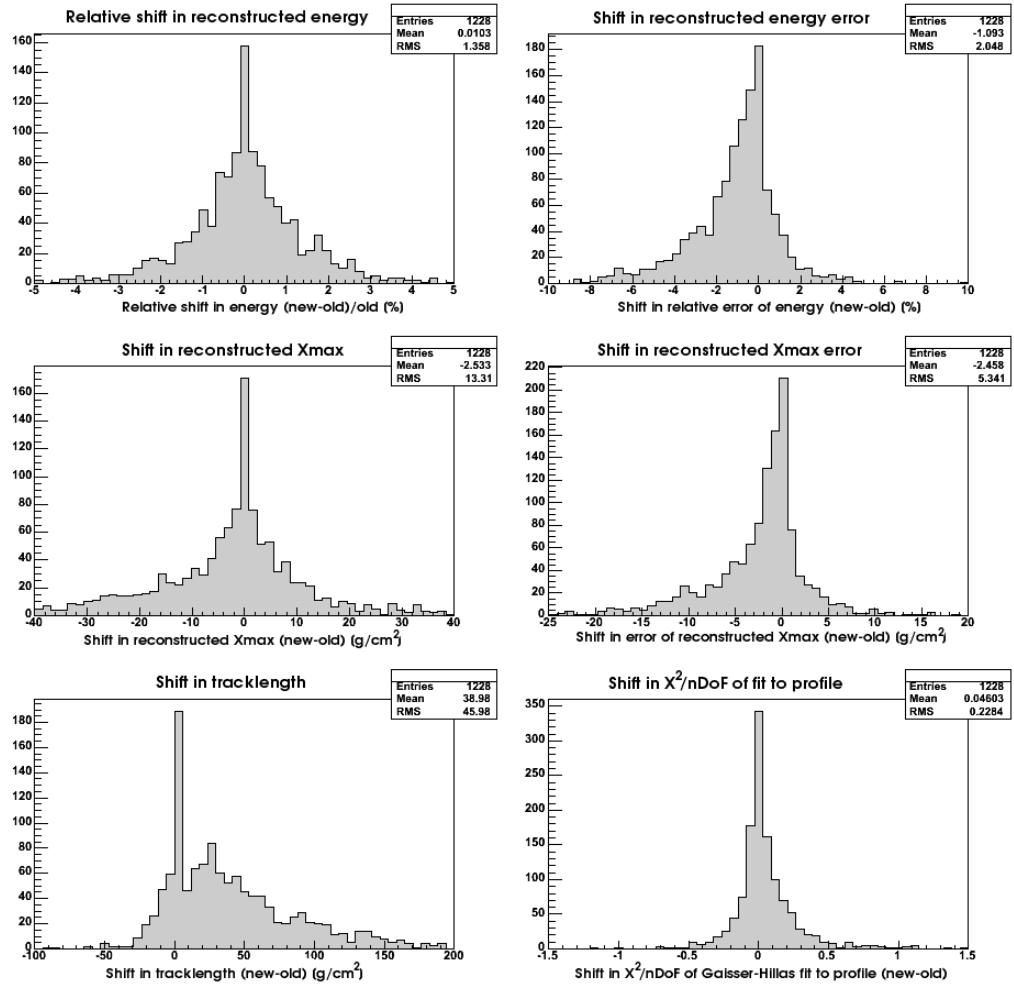 Relative shift in reconstructed energy
Entries 1228
Mean 0.0103
RMS 1.358
160
140
120
100
80
60
40
20
0
-5 -4 -3 -2 -1 0 1 2 3 4 5
Relative shift in energy (new-old)/old (%)
Shift in reconstructed energy error
Entries 1228
Mean -1.093
RMS 2.048
180
160
140
120
100
80
60
40
20
0
-10 -8 -6 -4 -2 0 2 4 6 8 10
Shift in relative error of energy (new-old) (%)
Shift in reconstructed Xmax
Entries 1228
Mean -2.533
RMS 13.31
160
140
120
100
80
60
40
20
0
-40 -30 -20 -10 0 10 20 30 40
Shift in reconstructed Xmax (new-old) (g/cm²)
Shift in reconstructed Xmax error
Entries 1228
Mean -2.458
RMS 5.341
220
200
180
160
140
120
100
80
60
40
20
0
-25 -20 -15 -10 -5 0 5 10 15 20
Shift in error of reconstructed Xmax (new-old) (g/cm²)
Shift in tracklength
Entries 1228
Mean 38.98
RMS 45.98
180
160
140
120
100
80
60
40
20
0
-100 -50 0 50 100 150 200
Shift in tracklength (new-old) (g/cm²)
Shift in X²/nDoF of fit to profile
Entries 1228
Mean 0.04603
RMS 0.2284
350
300
250
200
150
100
50
0
-1.5 -1 -0.5 0 0.5 1 1.5
Shift in X²/nDoF of Gaisser-Hillas fit to profile (new-old)